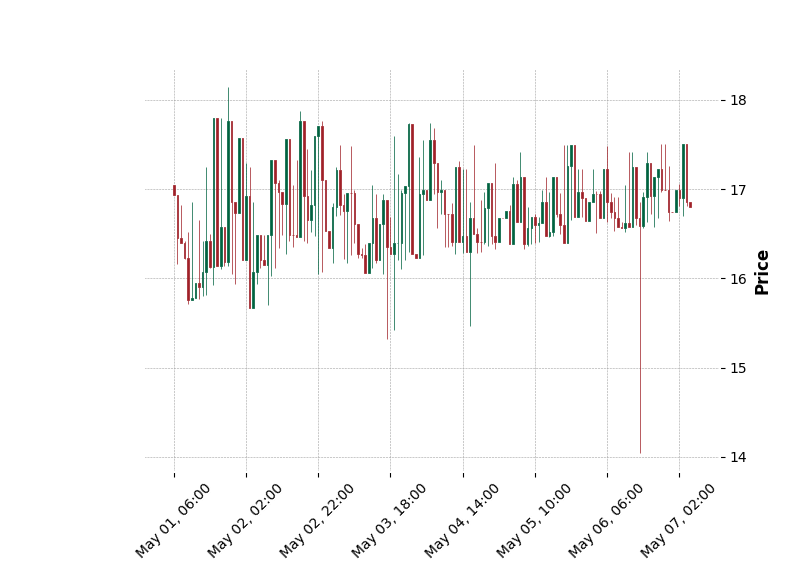 18
17
16
15
14
Price
May 01, 06:00
May 02, 02:00
May 02, 22:00
May 03, 18:00
May 04, 14:00
May 05, 10:00
May 06, 06:00
May 07, 02:00